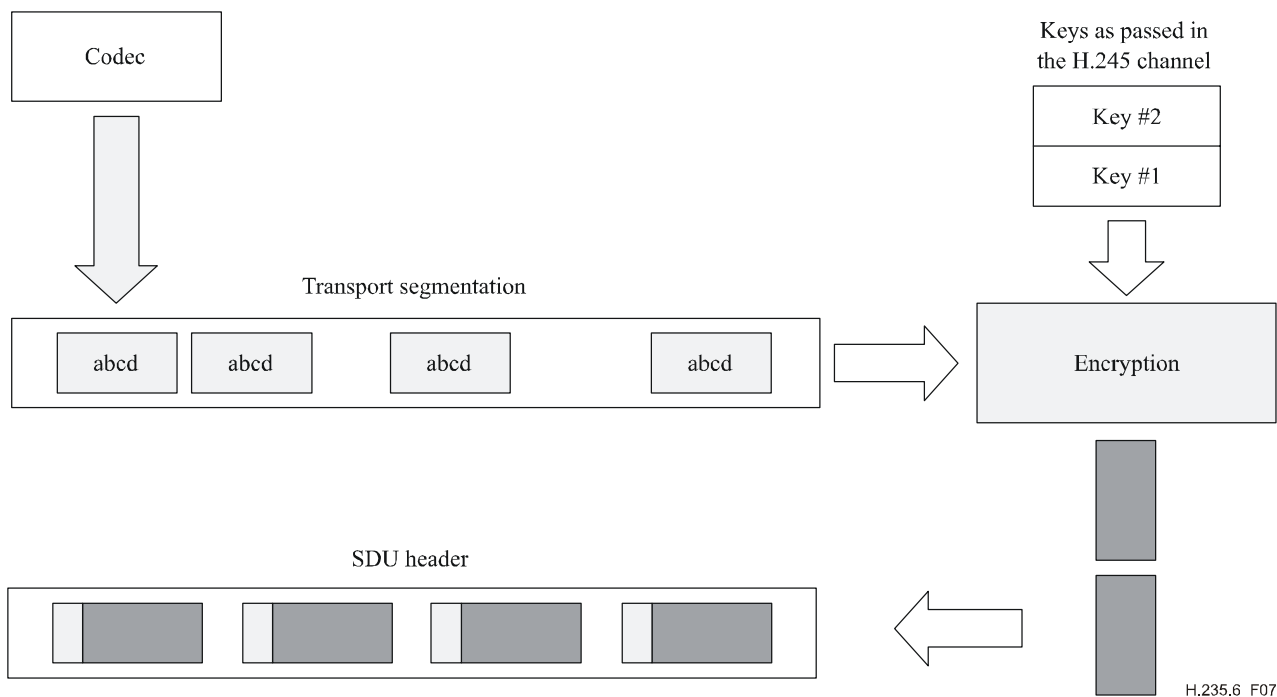 Codec
Keys as passed in
the H.245 channel
Key #2
Key #1
Transport segmentation
abcd abcd abcd abcd
Encryption
SDU header
H.235.6_F07